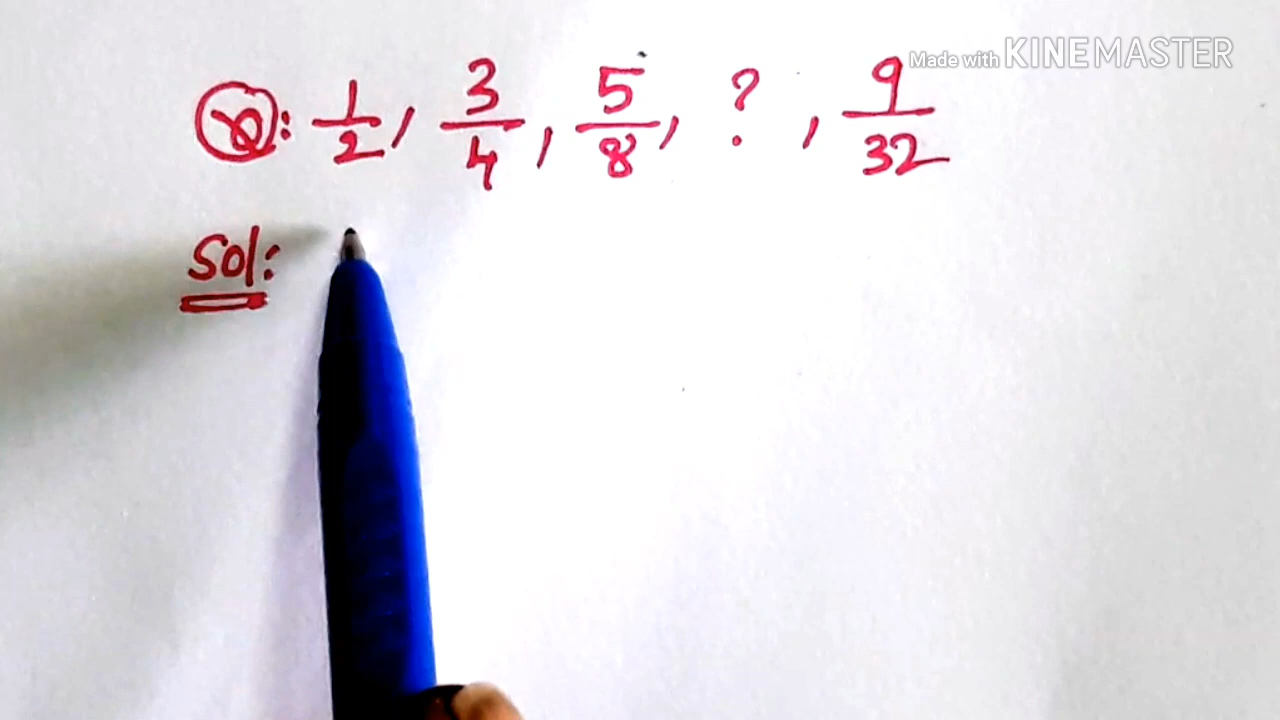 Made with KINEMASTER
Q: 1/2, 3/4, 5/8, ?, 9/32
Sol: